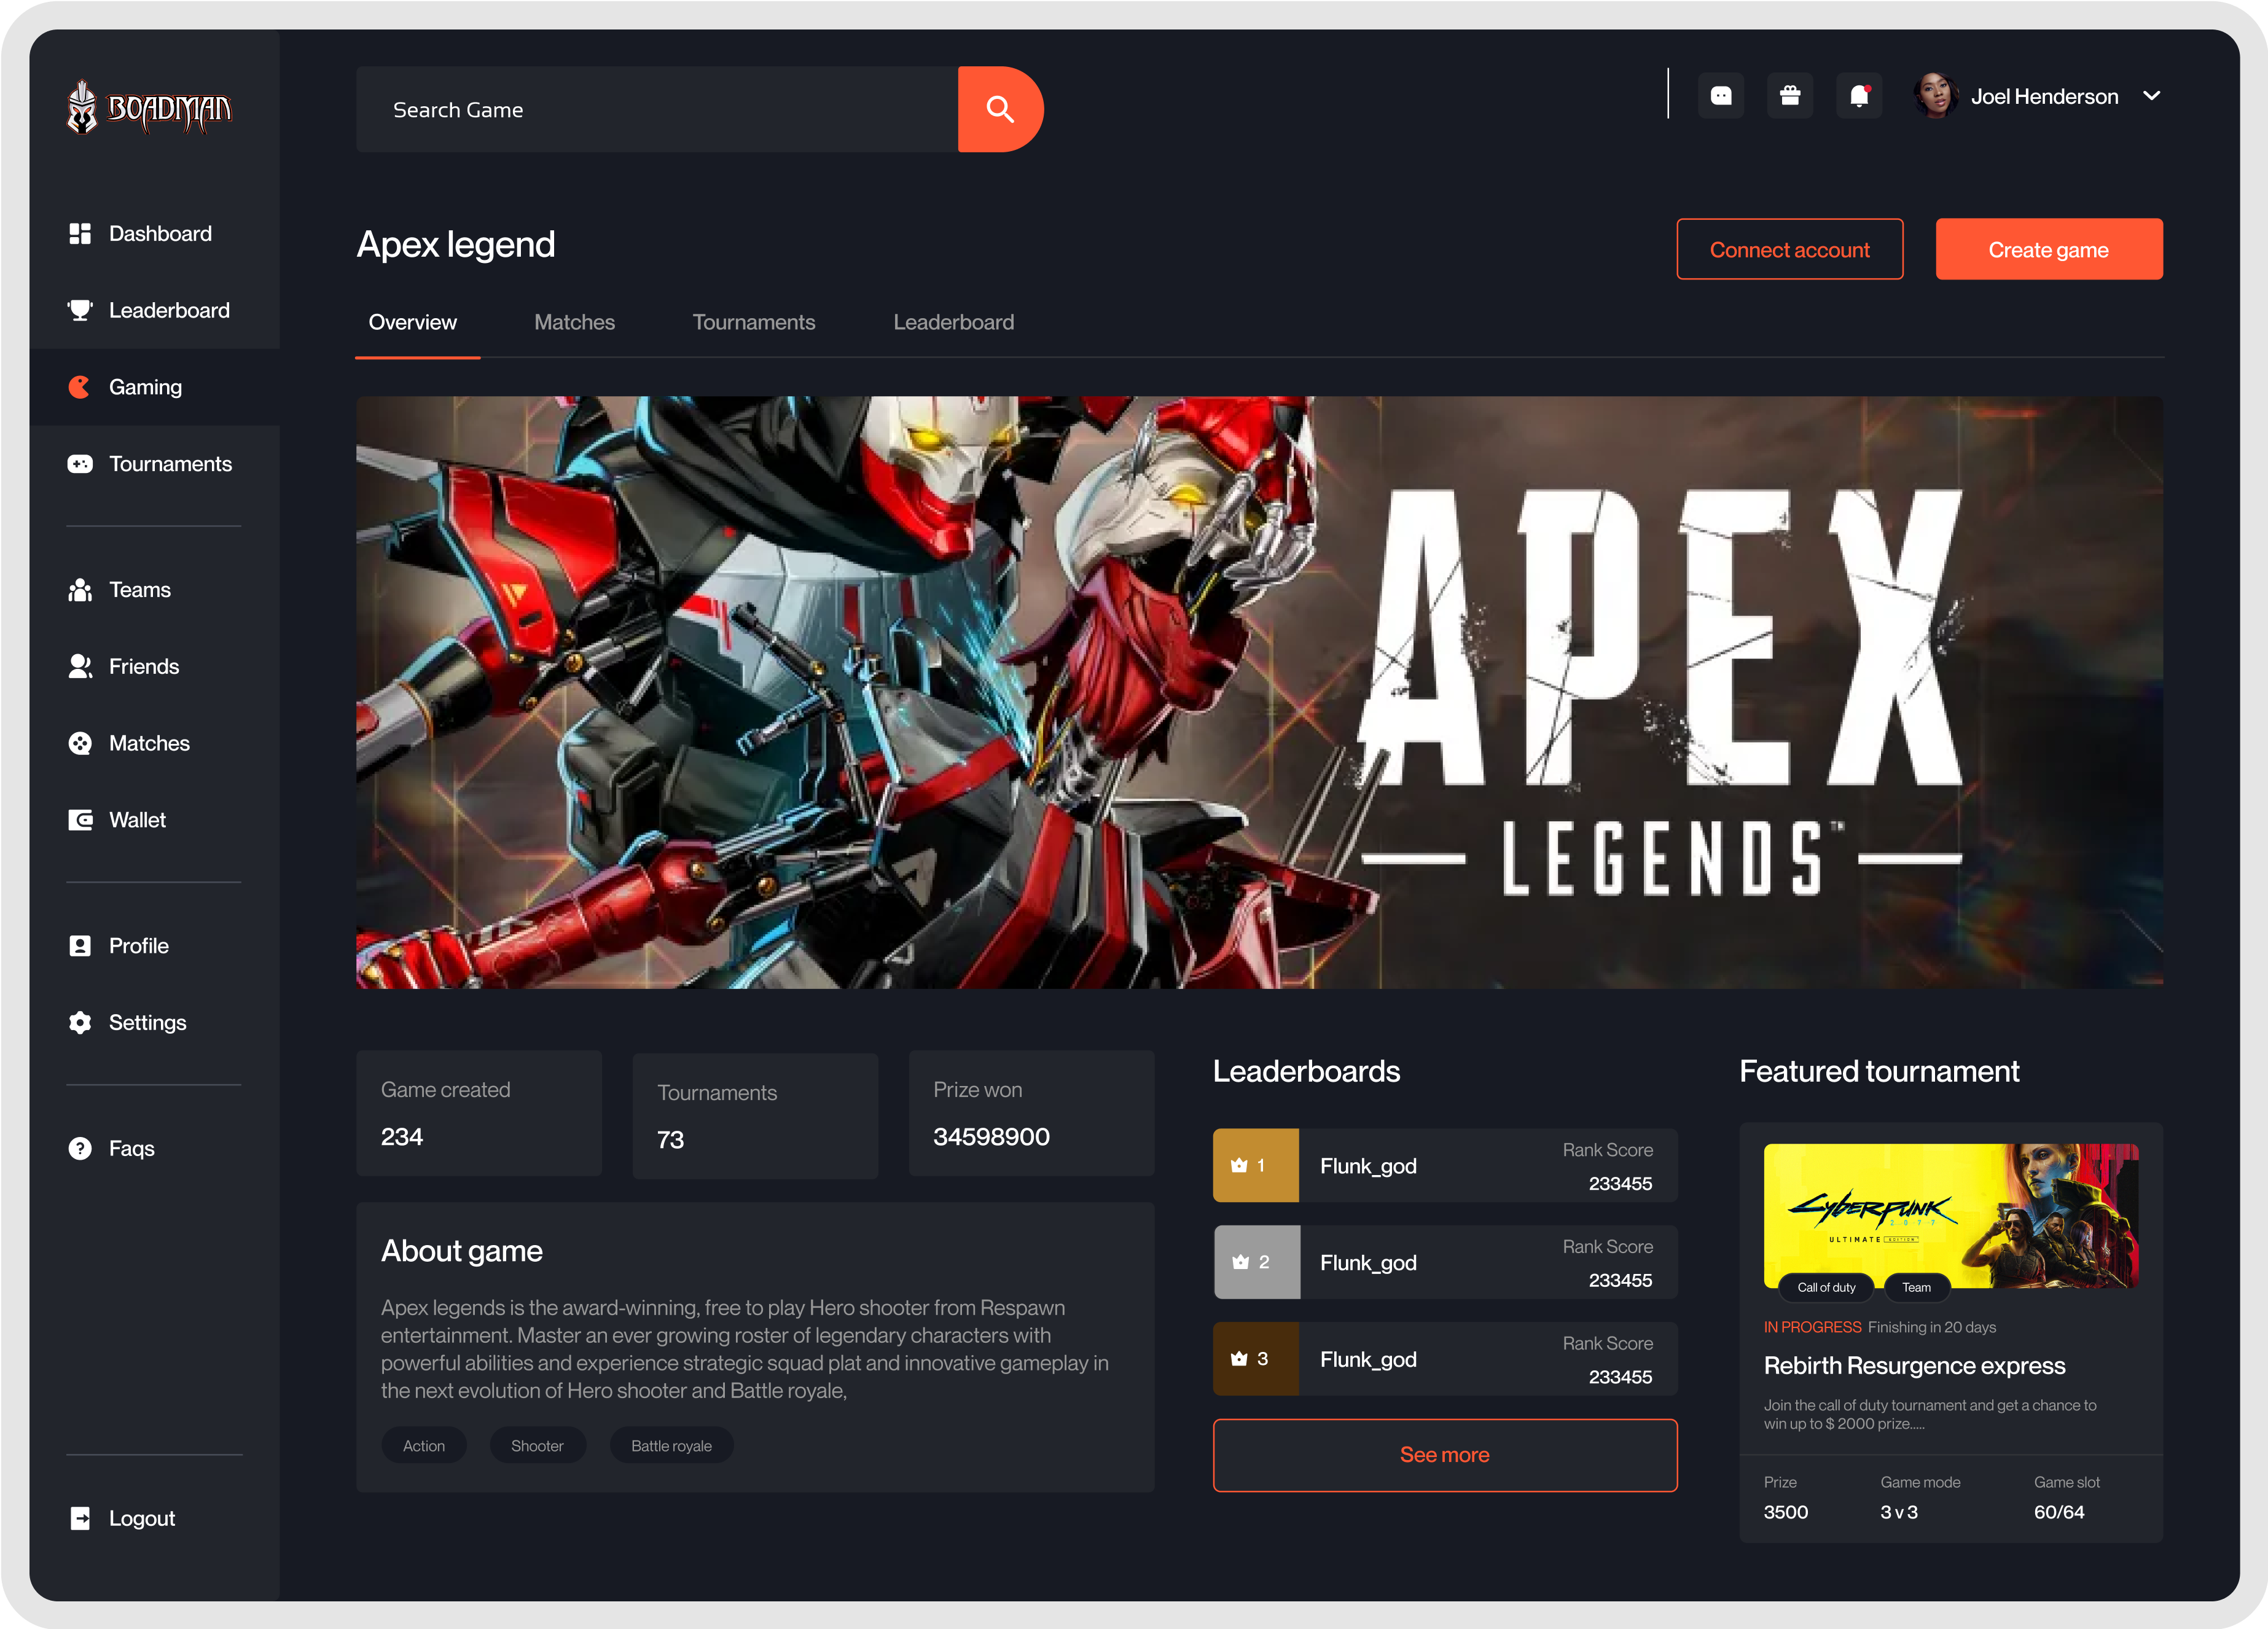 BOADMAN
Search Game
Joel Henderson
Dashboard
Leaderboard
Gaming
Tournaments
Teams
Friends
Matches
Wallet
Profile
Settings
Faqs
Logout
Apex legend
Connect account
Create game
Overview
Matches
Tournaments
Leaderboard
APEX
LEGENDS™
Game created
234
Tournaments
73
Prize won
34598900
About game
Apex legends is the award-winning, free to play Hero shooter from Respawn
entertainment. Master an ever growing roster of legendary characters with
powerful abilities and experience strategic squad plat and innovative gameplay in
the next evolution of Hero shooter and Battle royale,
Action
Shooter
Battle royale
Leaderboards
1
Flunk_god
Rank Score
233455
2
Flunk_god
Rank Score
233455
3
Flunk_god
Rank Score
233455
See more
Featured tournament
CYBERPUNK
2077
ULTIMATE EDITION
Call of duty
Team
IN PROGRESS Finishing in 20 days
Rebirth Resurgence express
Join the call of duty tournament and get a chance to
win up to $ 2000 prize.....
Prize
3500
Game mode
3 v 3
Game slot
60/64